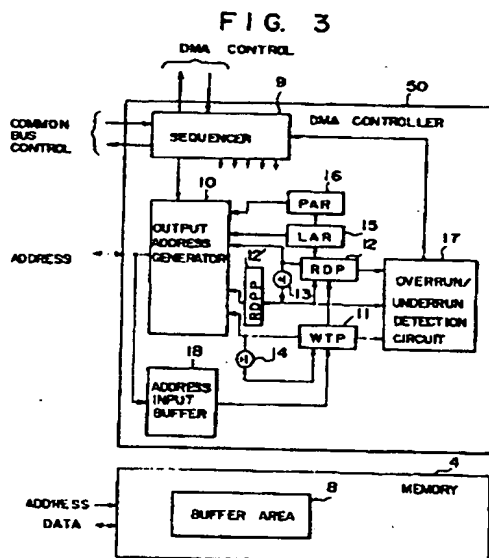 FIG. 3
DMA CONTROL
9
50
COMMON
BUS
CONTROL
SEQUENCER
DMA CONTROLLER
10
16
PAR
15
LAR
12'
12
17
ADDRESS
OUTPUT
ADDRESS
GENERATOR
RDPP
RDP
13
OVERRUN/
UNDERRUN
DETECTION
CIRCUIT
11
WTP
14
18
ADDRESS
INPUT
BUFFER
4
ADDRESS
DATA
8
MEMORY
BUFFER AREA